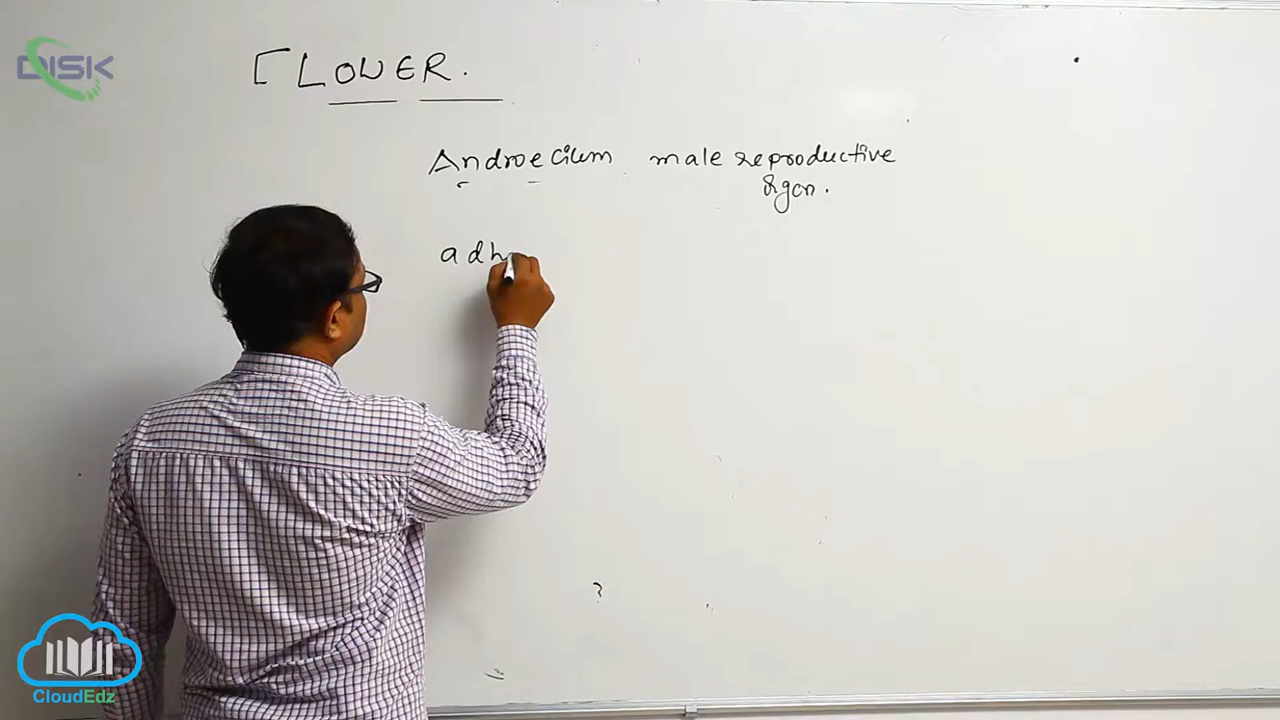 DISK
FLOWER.
Androecium male reproductive
organ.
adh
CloudEdz